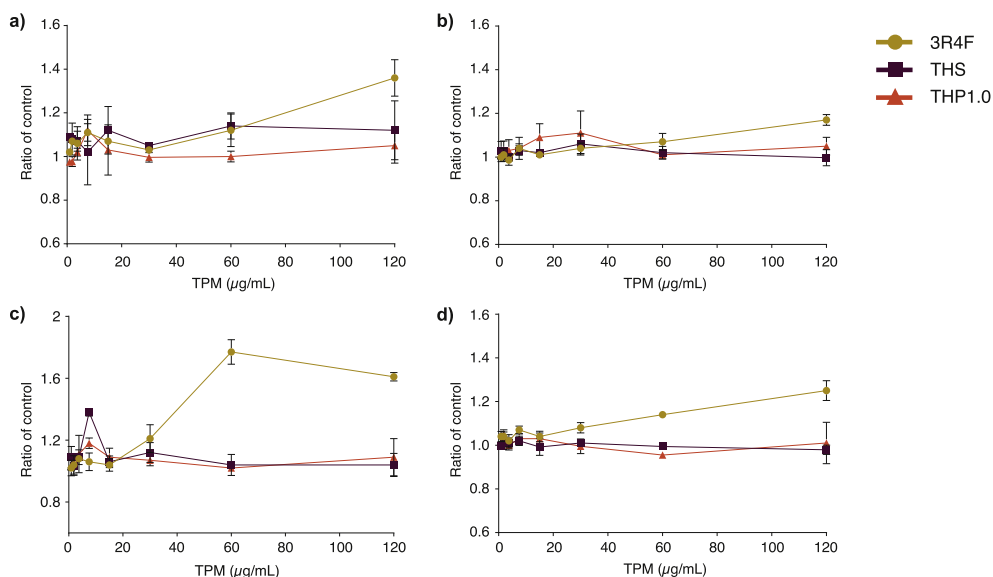 a)
1.6
1.4
1.2
1
0.8
0.6
Ratio of control
0 20 40 60 80 100 120
TPM (µg/mL)
b)
1.6
1.4
1.2
1.0
0.8
0.6
Ratio of control
0 20 40 60 80 100 120
TPM (µg/mL)
3R4F
THS
THP1.0
c)
2
1.6
1.2
0.8
Ratio of control
0 20 40 60 80 100 120
TPM (µg/mL)
d)
1.6
1.4
1.2
1.0
0.8
0.6
Ratio of control
0 20 40 60 80 100 120
TPM (µg/mL)